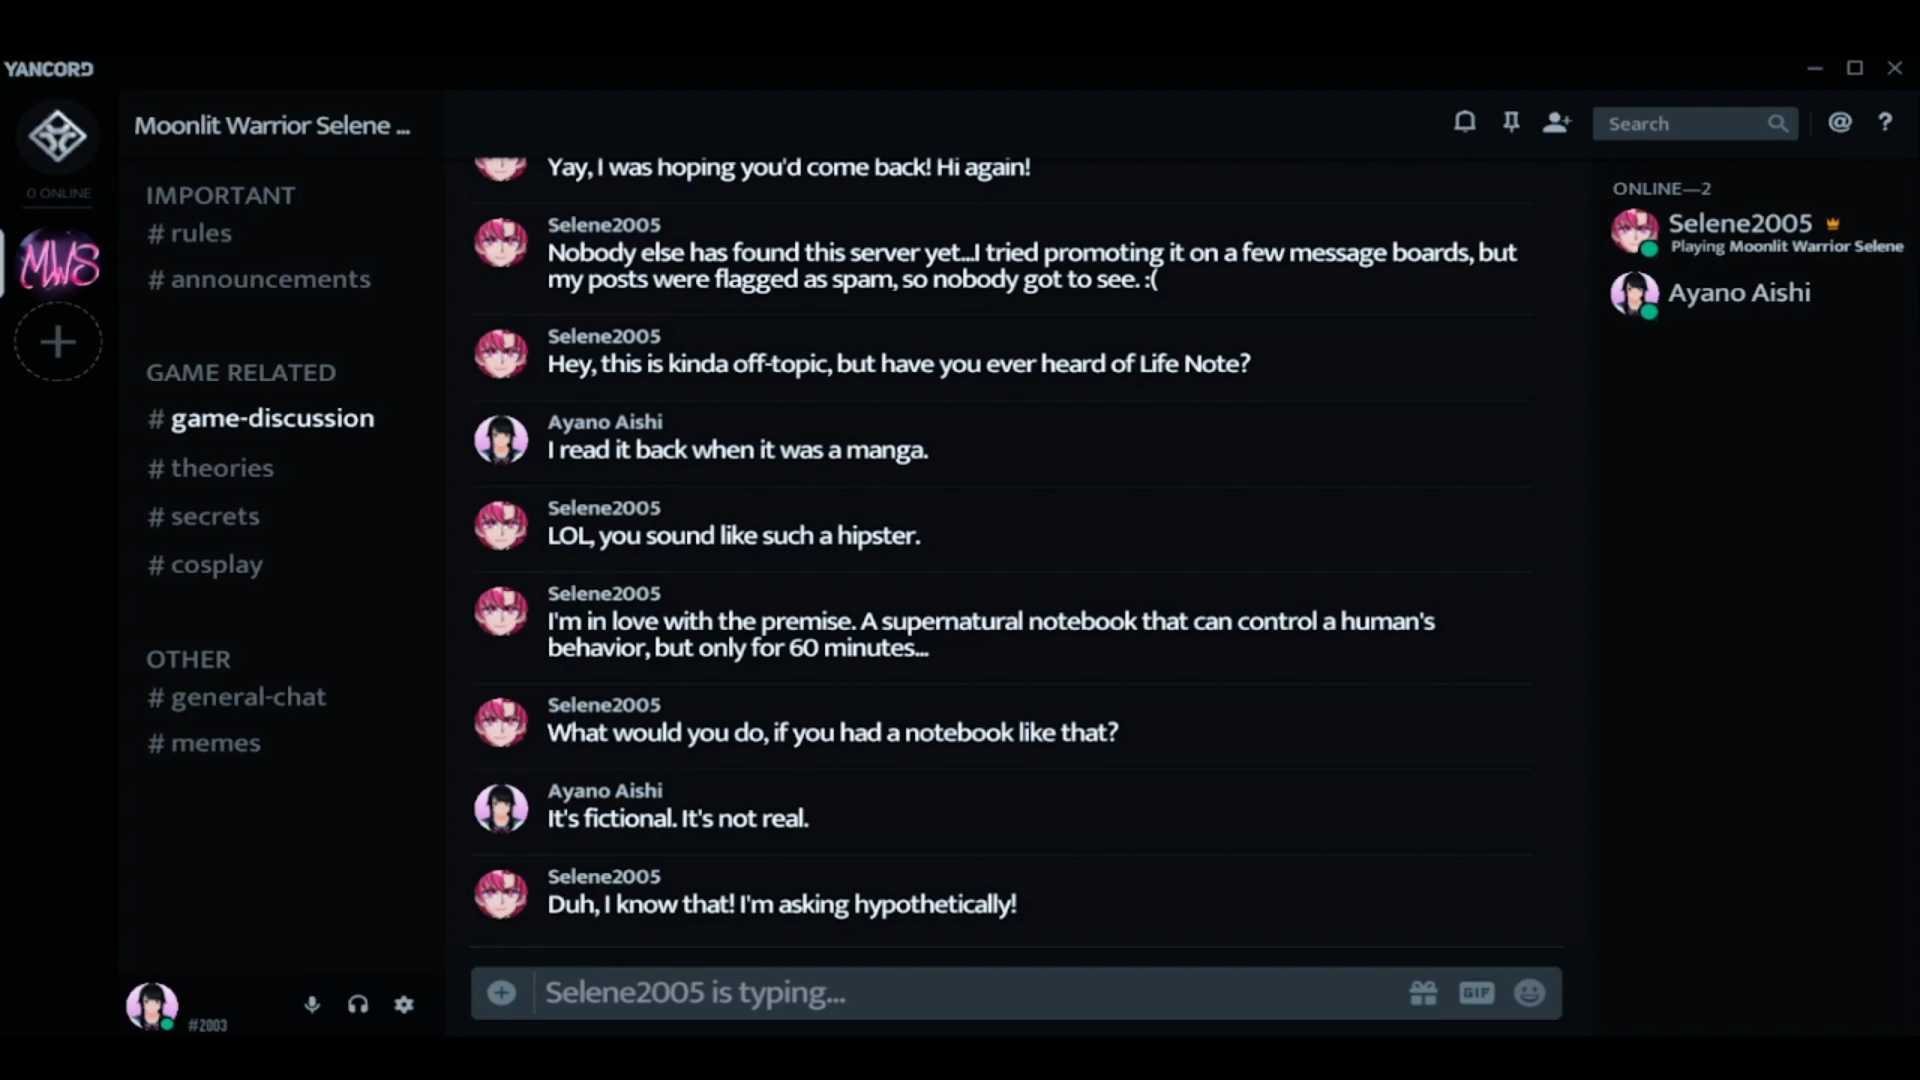 YANCORD
0 ONLINE
MWS
Moonlit Warrior Selene ...
IMPORTANT
# rules
# announcements
GAME RELATED
# game-discussion
# theories
# secrets
# cosplay
OTHER
# general-chat
# memes
#2003
Search
@ ?
Yay, I was hoping you'd come back! Hi again!
Selene2005
Nobody else has found this server yet...I tried promoting it on a few message boards, but
my posts were flagged as spam, so nobody got to see. :(
Selene2005
Hey, this is kinda off-topic, but have you ever heard of Life Note?
Ayano Aishi
I read it back when it was a manga.
Selene2005
LOL, you sound like such a hipster.
Selene2005
I'm in love with the premise. A supernatural notebook that can control a human's
behavior, but only for 60 minutes...
Selene2005
What would you do, if you had a notebook like that?
Ayano Aishi
It's fictional. It's not real.
Selene2005
Duh, I know that! I'm asking hypothetically!
Selene2005 is typing...
GIF
ONLINE—2
Selene2005
Playing Moonlit Warrior Selene
Ayano Aishi